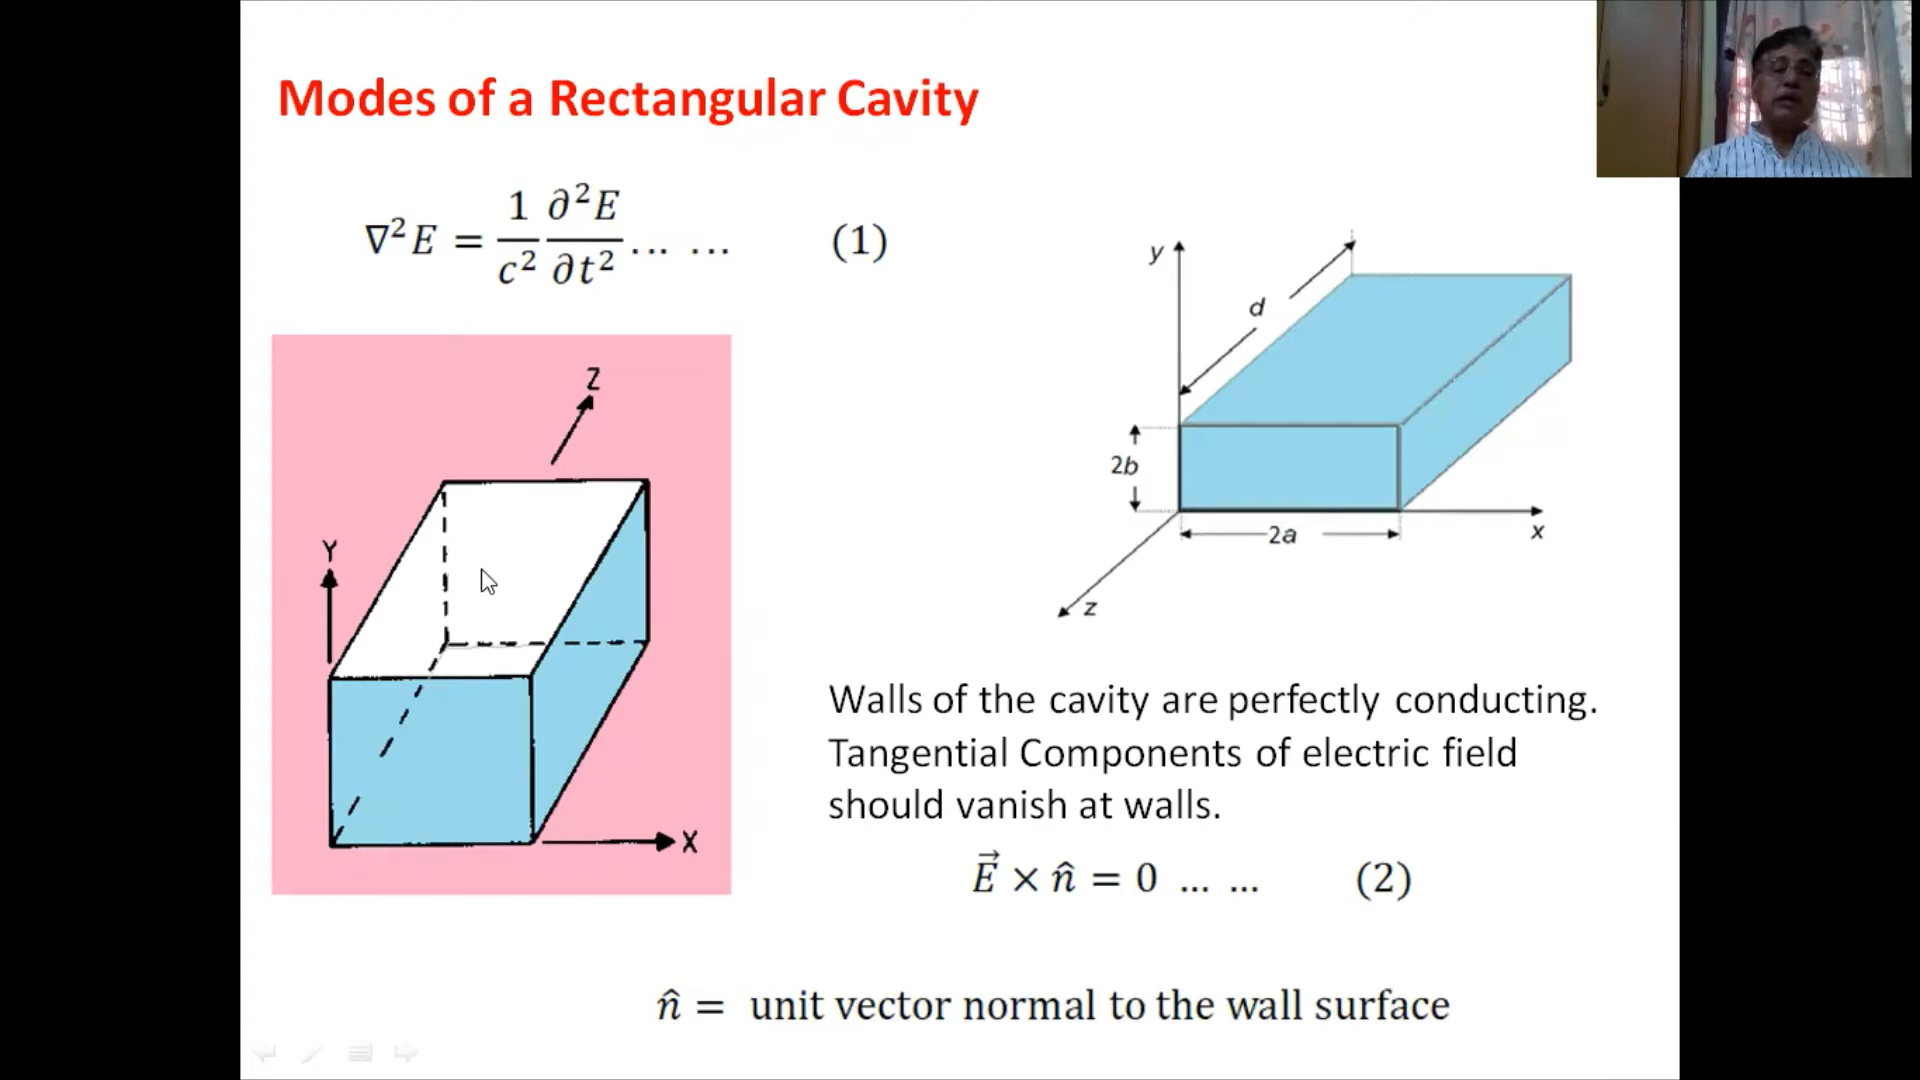 Modes of a Rectangular Cavity
∇²E = 1/c² ∂²E/∂t² ... ... (1)
Z
Y
X
y
d
2b
2a
x
z
Walls of the cavity are perfectly conducting.
Tangential Components of electric field
should vanish at walls.
E⃗ × n̂ = 0 ... ... (2)
n̂ = unit vector normal to the wall surface